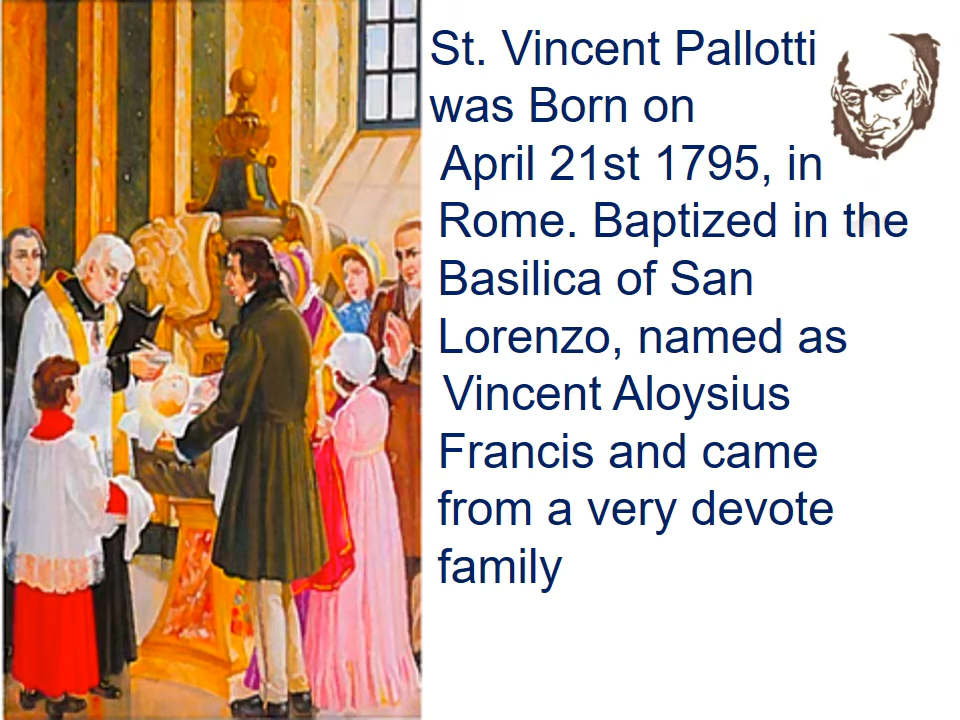 St. Vincent Pallotti
was Born on
April 21st 1795, in
Rome. Baptized in the
Basilica of San
Lorenzo, named as
Vincent Aloysius
Francis and came
from a very devote
family